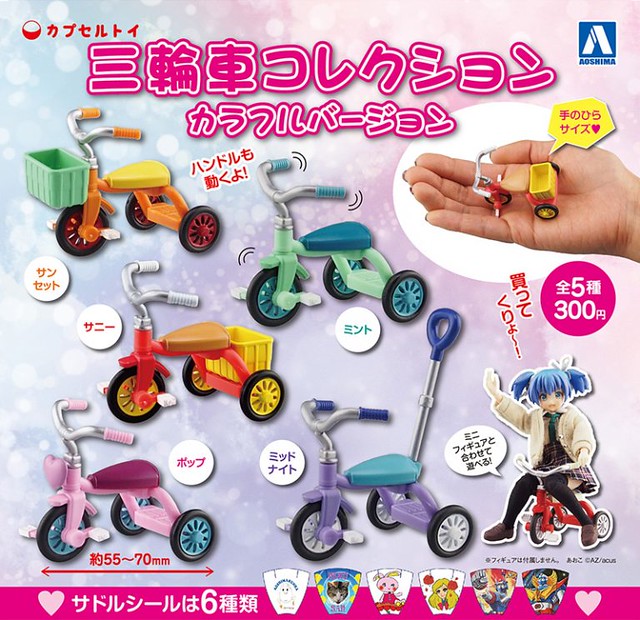 カプセルトイ
AOSHIMA
三輪車コレクション
カラフルバージョン
手のひら
サイズ♥
ハンドルも
動くよ!
サン
セット
ミント
買って
くりょ〜!
全5種
300円
サニー
ポップ
ミッド
ナイト
ミニ
フィギュアと
合わせて
遊べる!
約55〜70mm
※フィギュアは付属しません。 あおこ ©AZ/acus
サドルシールは6種類